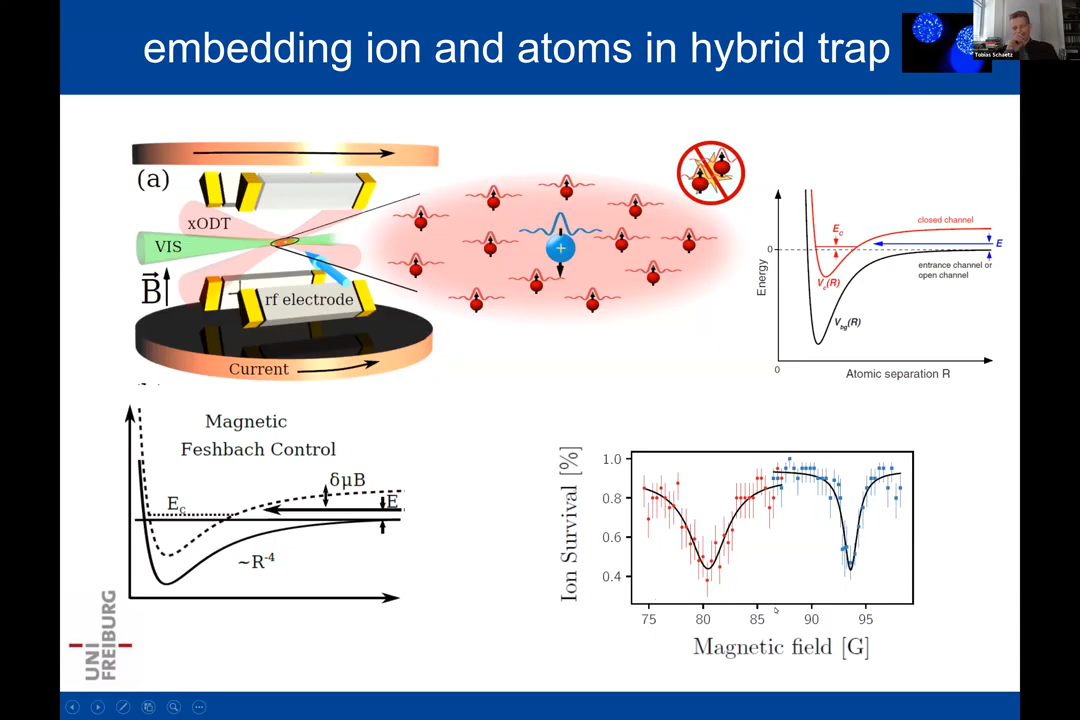 embedding ion and atoms in hybrid trap
Tobias Schaetz
(a)
xODT
VIS
B
rf electrode
Current
+
Energy
0
0
E_C
V_c(R)
V_bg(R)
closed channel
E
entrance channel or
open channel
Atomic separation R
Magnetic
Feshbach Control
δμB
E_c
E
~R^-4
Ion Survival [%]
1.0
0.8
0.6
0.4
75 80 85 90 95
Magnetic field [G]
UNI
FREIBURG